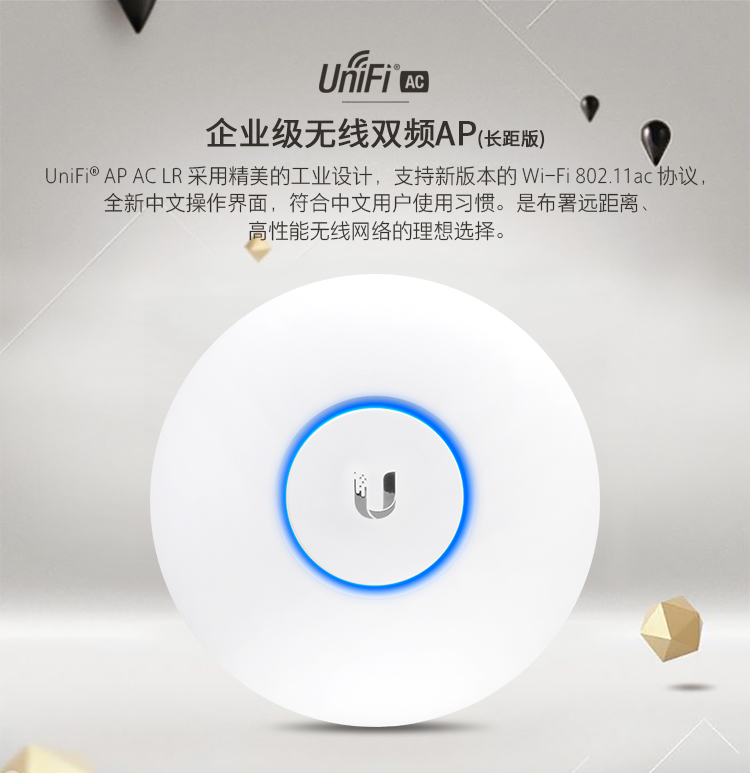 UniFi® AC
企业级无线双频AP(长距版)
UniFi® AP AC LR 采用精美的工业设计，支持新版本的 Wi-Fi 802.11ac 协议，
全新中文操作界面，符合中文用户使用习惯。是布署远距离、
高性能无线网络的理想选择。
U